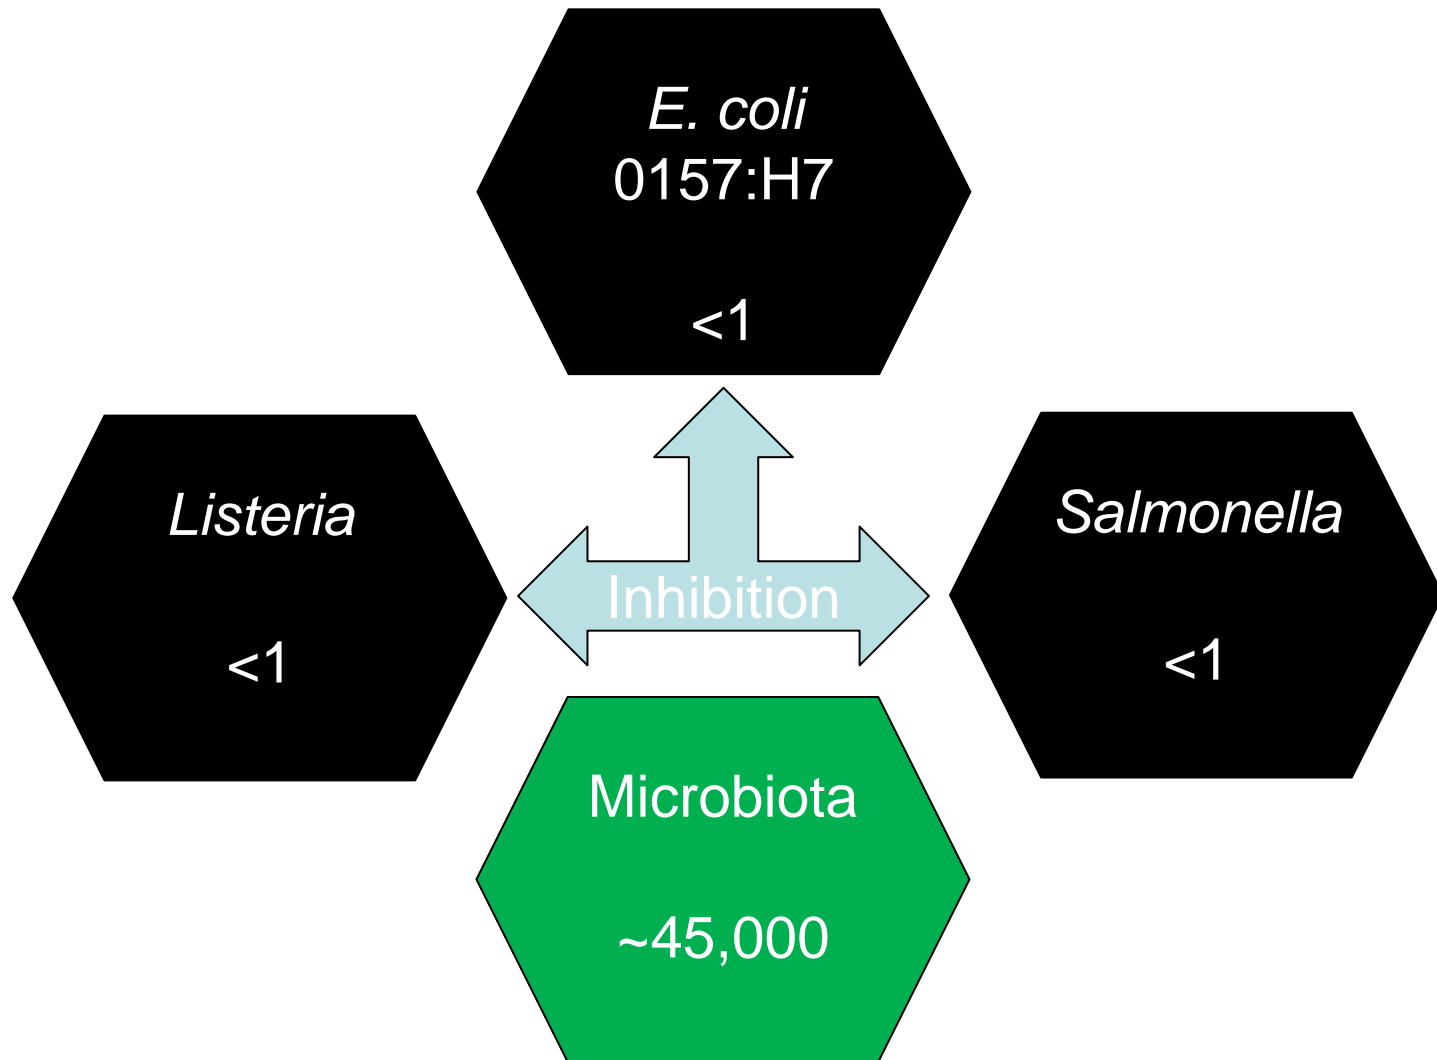 E. coli
0157:H7
<1
Listeria
<1
Inhibition
Salmonella
<1
Microbiota
~45,000